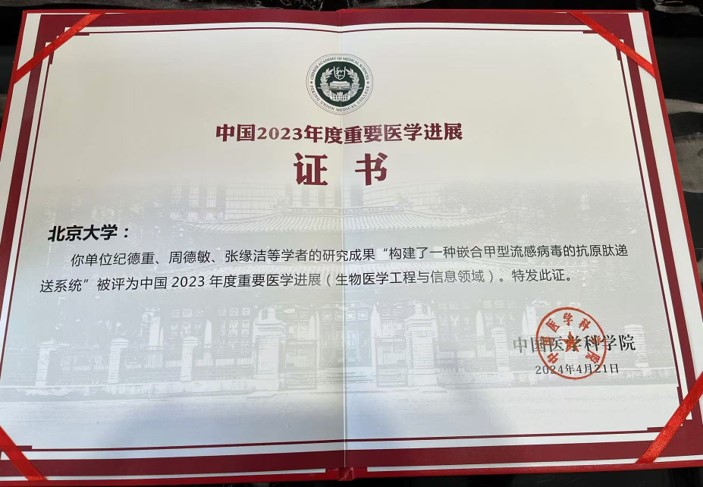 中国2023年度重要医学进展
证书
北京大学：
你单位纪德重、周德敏、张缘洁等学者的研究成果“构建了一种嵌合甲型流感病毒的抗原肽递
送系统”被评为中国 2023 年度重要医学进展（生物医学工程与信息领域）。特发此证。
中国医学科学院
2024年4月21日